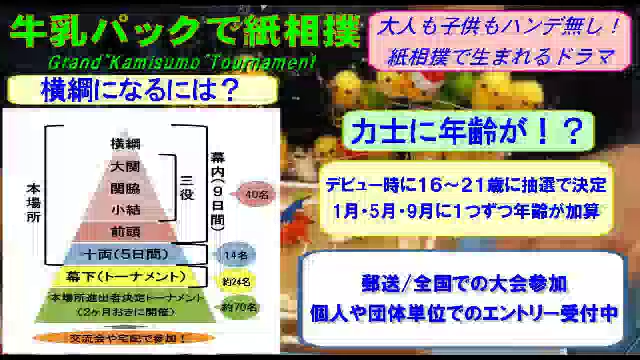 牛乳パックで紙相撲
Grand Kamisumo Tournament
大人も子供もハンデ無し！
紙相撲で生まれるドラマ
横綱になるには？
力士に年齢が！？
横綱
大関
関脇
小結
前頭
十両(5日間)
幕下(トーナメント)
本場所進出者決定トーナメント
(2ヶ月おきに開催)
交流会や宅配で参加！
本場所
三役
幕内(9日間)
40名
14名
約24名
約70名
デビュー時に16～21歳に抽選で決定
1月・5月・9月に1つずつ年齢が加算
郵送/全国での大会参加
個人や団体単位でのエントリー受付中